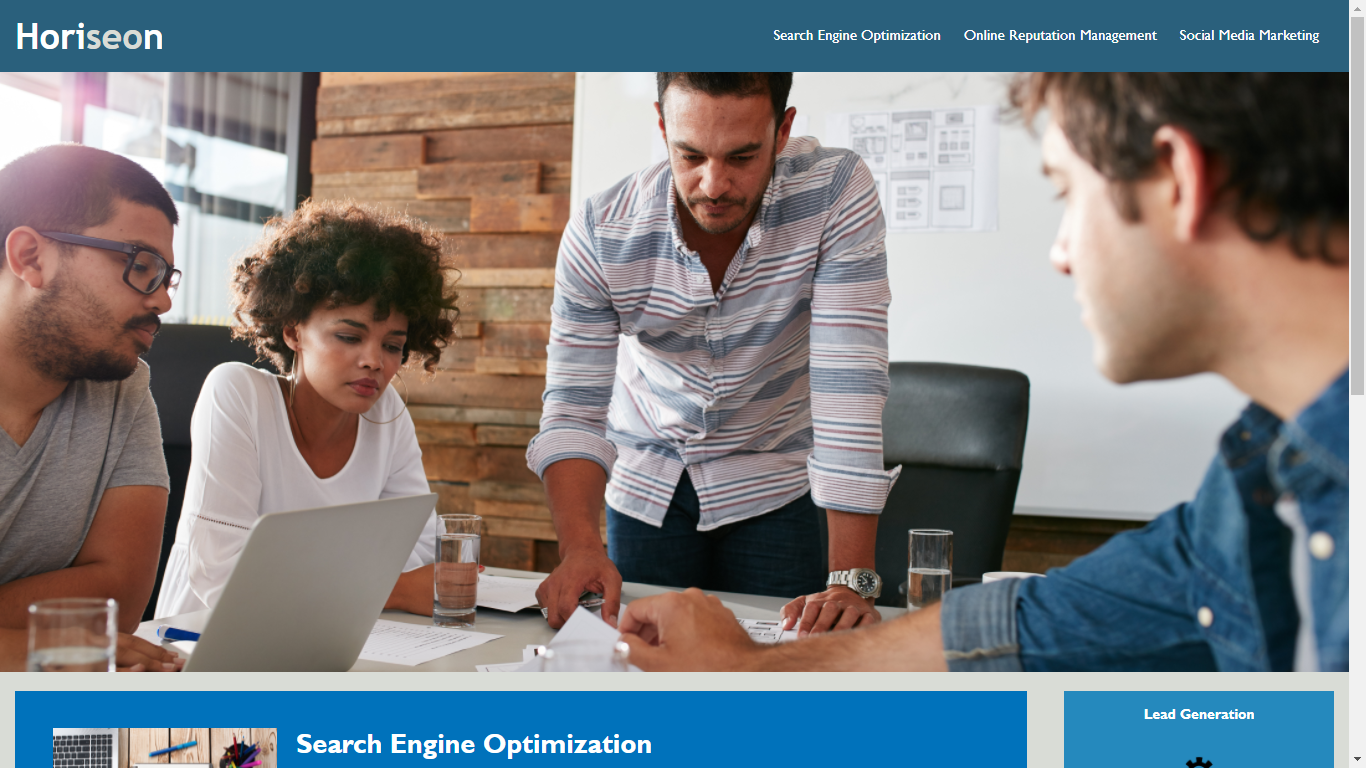 Horiseon
Search Engine Optimization
Online Reputation Management
Social Media Marketing
Search Engine Optimization
Lead Generation